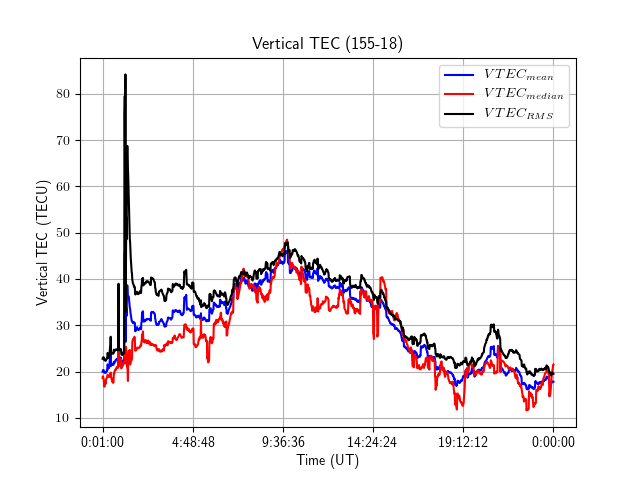 Vertical TEC (155-18)
VTEC_mean
VTEC_median
VTEC_RMS
Vertical TEC (TECU)
80
70
60
50
40
30
20
10
0:01:00 4:48:48 9:36:36 14:24:24 19:12:12 0:00:00
Time (UT)